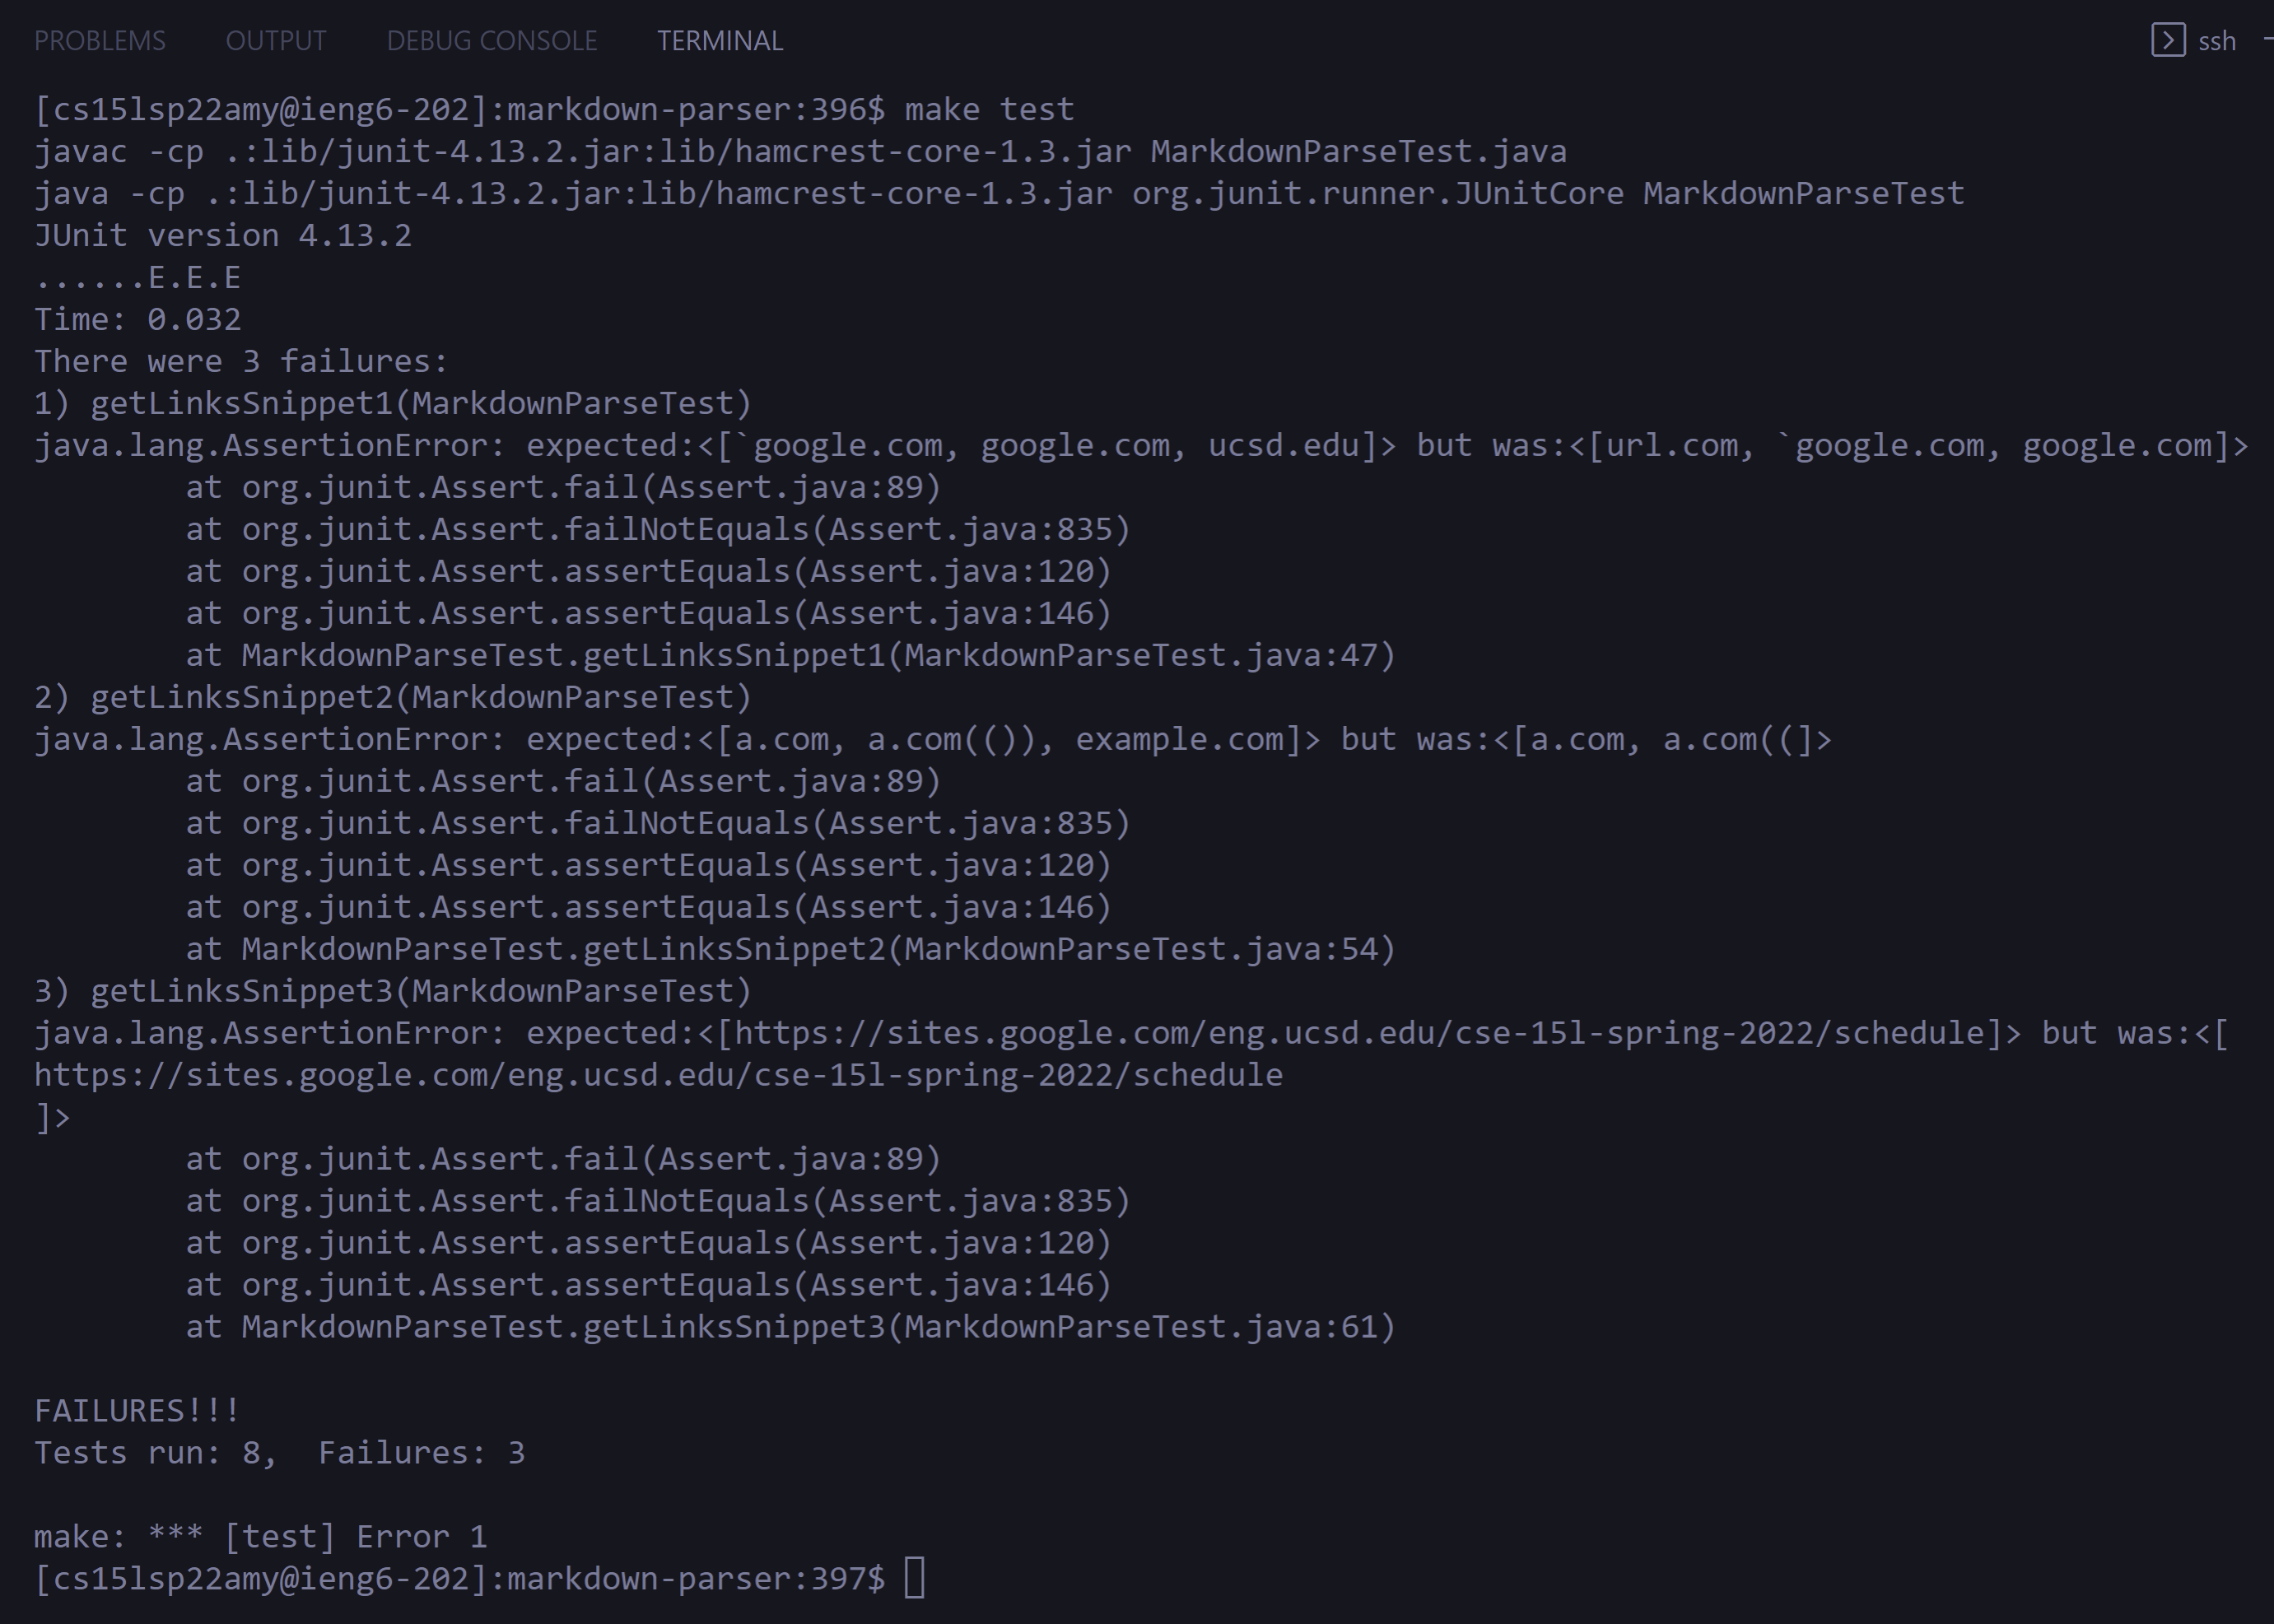 PROBLEMS OUTPUT DEBUG CONSOLE TERMINAL ssh
[cs15lsp22amy@ieng6-202]:markdown-parser:396$ make test
javac -cp .:lib/junit-4.13.2.jar:lib/hamcrest-core-1.3.jar MarkdownParseTest.java
java -cp .:lib/junit-4.13.2.jar:lib/hamcrest-core-1.3.jar org.junit.runner.JUnitCore MarkdownParseTest
JUnit version 4.13.2
......E.E.E
Time: 0.032
There were 3 failures:
1) getLinksSnippet1(MarkdownParseTest)
java.lang.AssertionError: expected:<[`google.com, google.com, ucsd.edu]> but was:<[url.com, `google.com, google.com]>
        at org.junit.Assert.fail(Assert.java:89)
        at org.junit.Assert.failNotEquals(Assert.java:835)
        at org.junit.Assert.assertEquals(Assert.java:120)
        at org.junit.Assert.assertEquals(Assert.java:146)
        at MarkdownParseTest.getLinksSnippet1(MarkdownParseTest.java:47)
2) getLinksSnippet2(MarkdownParseTest)
java.lang.AssertionError: expected:<[a.com, a.com(()), example.com]> but was:<[a.com, a.com((]>
        at org.junit.Assert.fail(Assert.java:89)
        at org.junit.Assert.failNotEquals(Assert.java:835)
        at org.junit.Assert.assertEquals(Assert.java:120)
        at org.junit.Assert.assertEquals(Assert.java:146)
        at MarkdownParseTest.getLinksSnippet2(MarkdownParseTest.java:54)
3) getLinksSnippet3(MarkdownParseTest)
java.lang.AssertionError: expected:<[https://sites.google.com/eng.ucsd.edu/cse-15l-spring-2022/schedule]> but was:<[
https://sites.google.com/eng.ucsd.edu/cse-15l-spring-2022/schedule
]>
        at org.junit.Assert.fail(Assert.java:89)
        at org.junit.Assert.failNotEquals(Assert.java:835)
        at org.junit.Assert.assertEquals(Assert.java:120)
        at org.junit.Assert.assertEquals(Assert.java:146)
        at MarkdownParseTest.getLinksSnippet3(MarkdownParseTest.java:61)
FAILURES!!!
Tests run: 8,  Failures: 3
make: *** [test] Error 1
[cs15lsp22amy@ieng6-202]:markdown-parser:397$